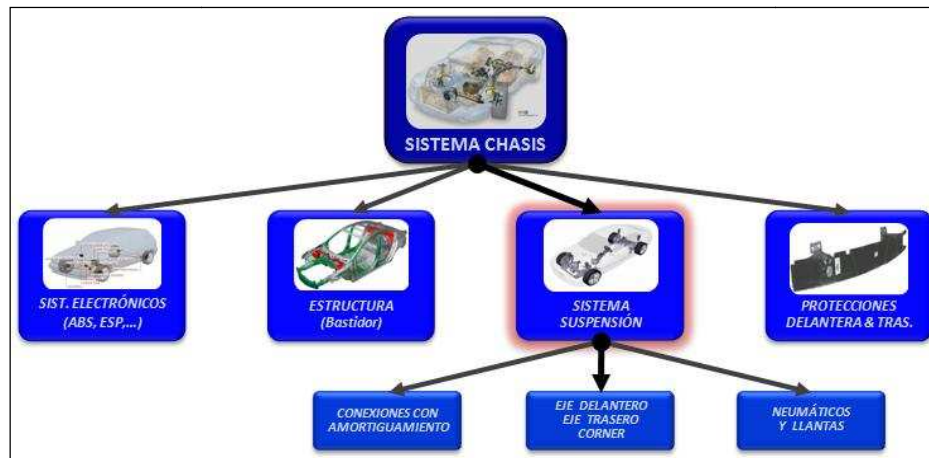 SISTEMA CHASIS
SIST. ELECTRÓNICOS
(ABS, ESP,...)
ESTRUCTURA
(Bastidor)
SISTEMA
SUSPENSIÓN
PROTECCIONES
DELANTERA & TRAS.
CONEXIONES CON
AMORTIGUAMIENTO
EJE DELANTERO
EJE TRASERO
CORNER
NEUMÁTICOS
Y LLANTAS